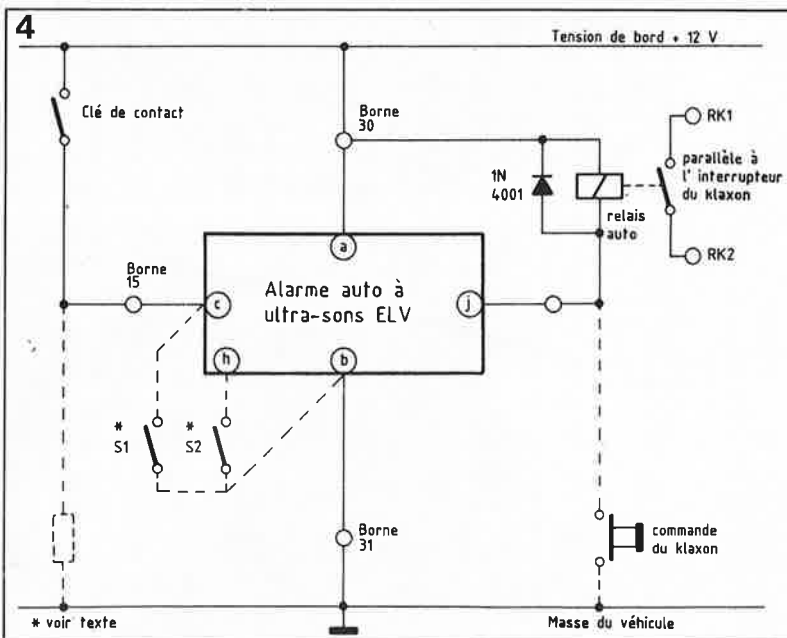 4
Tension de bord + 12 V
Clé de contact
Borne
30
RK1
1N
4001
parallèle à
l' interrupteur
du klaxon
relais
auto
RK2
a
Borne
15
c
Alarme auto à
ultra-sons ELV
j
h
b
*
S1
*
S2
Borne
31
commande
du klaxon
* voir texte
Masse du véhicule